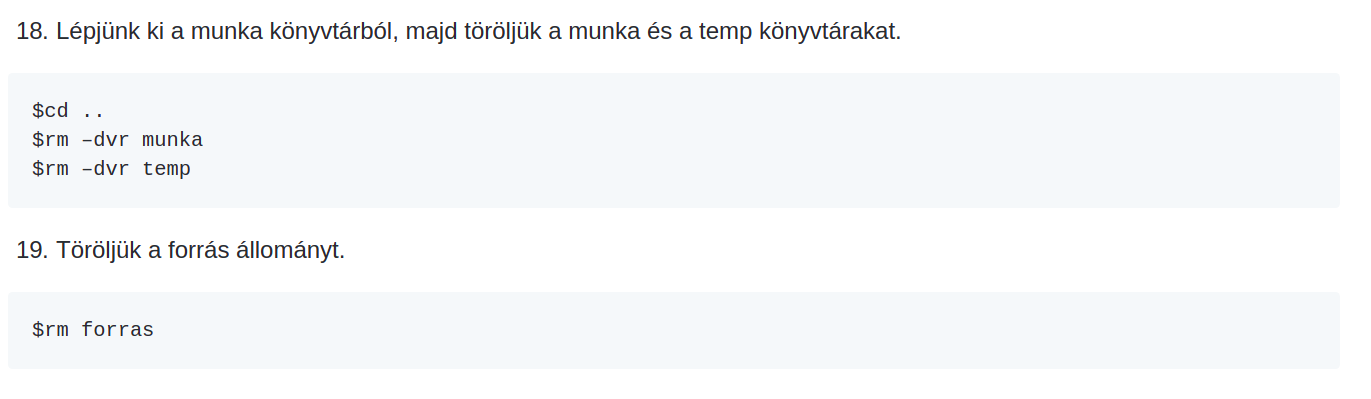 18. Lépjünk ki a munka könyvtárból, majd töröljük a munka és a temp könyvtárakat.
$cd ..
$rm –dvr munka
$rm –dvr temp
19. Töröljük a forrás állományt.
$rm forras